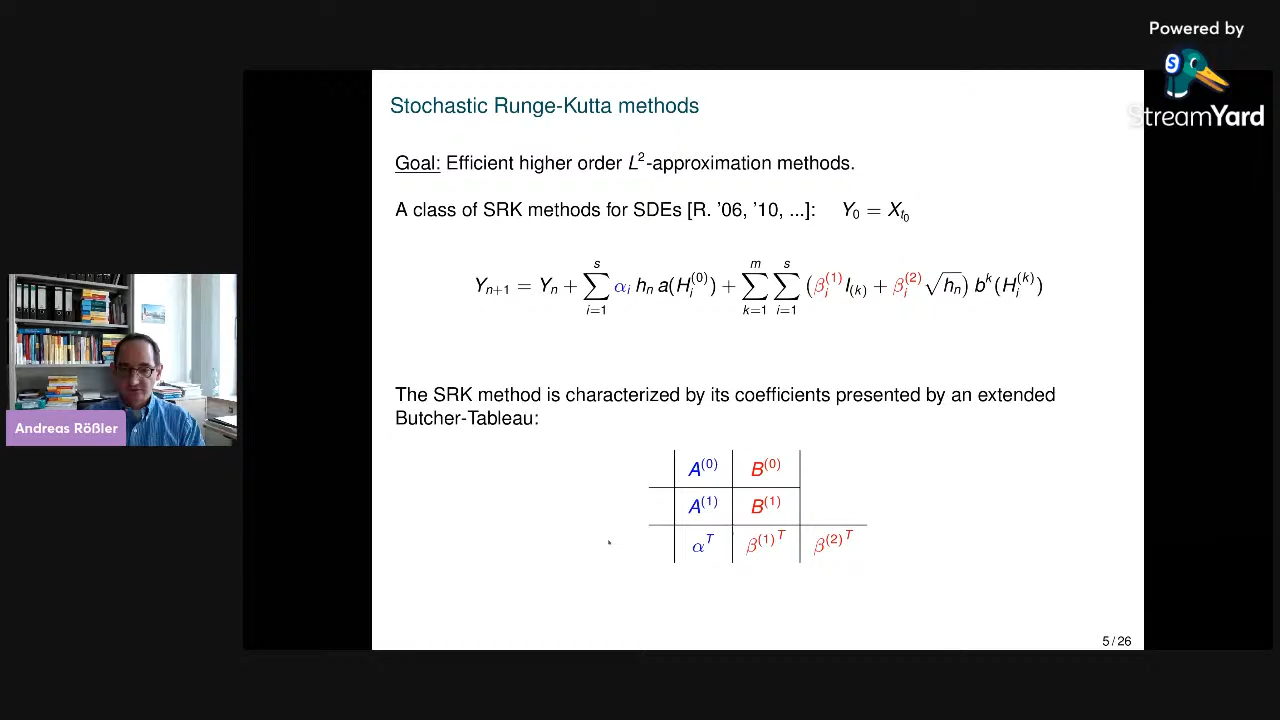 Powered by
StreamYard
Stochastic Runge-Kutta methods
Goal: Efficient higher order L²-approximation methods.
A class of SRK methods for SDEs [R. '06, '10, ...]: Y₀ = X_{t₀}
Y_{n+1} = Y_n + ∑_{i=1}^{s} α_i h_n a(H_i^{(0)}) + ∑_{k=1}^{m} ∑_{i=1}^{s} (β_i^{(1)} I_{(k)} + β_i^{(2)} √h_n) b^k(H_i^{(k)})
The SRK method is characterized by its coefficients presented by an extended
Butcher-Tableau:
A^{(0)} B^{(0)}
A^{(1)} B^{(1)}
α^T β^{(1)T} β^{(2)T}
Andreas Rößler
5 / 26